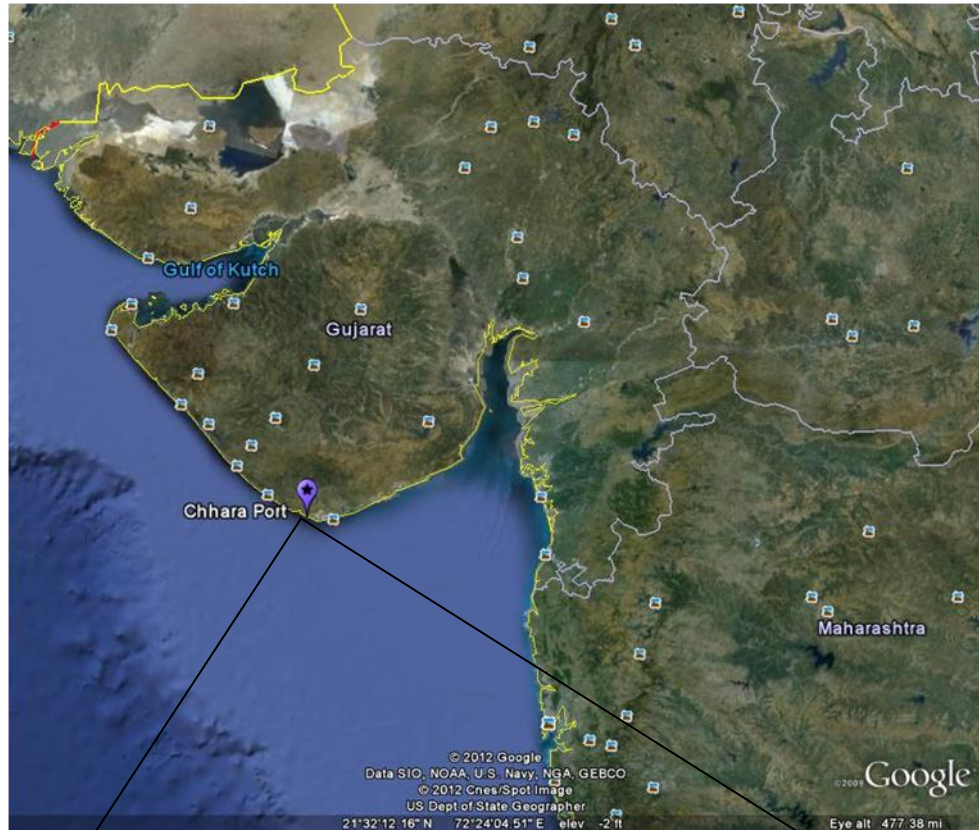 Gulf of Kutch
Gujarat
Chhara Port
Maharashtra
© 2012 Google
Data SIO, NOAA, U.S. Navy, NGA, GEBCO
© 2012 Cnes/Spot Image
US Dept of State Geographer
©2009 Google
21°32'12.16" N 72°24'04.51" E elev -2 ft Eye alt 477.38 mi